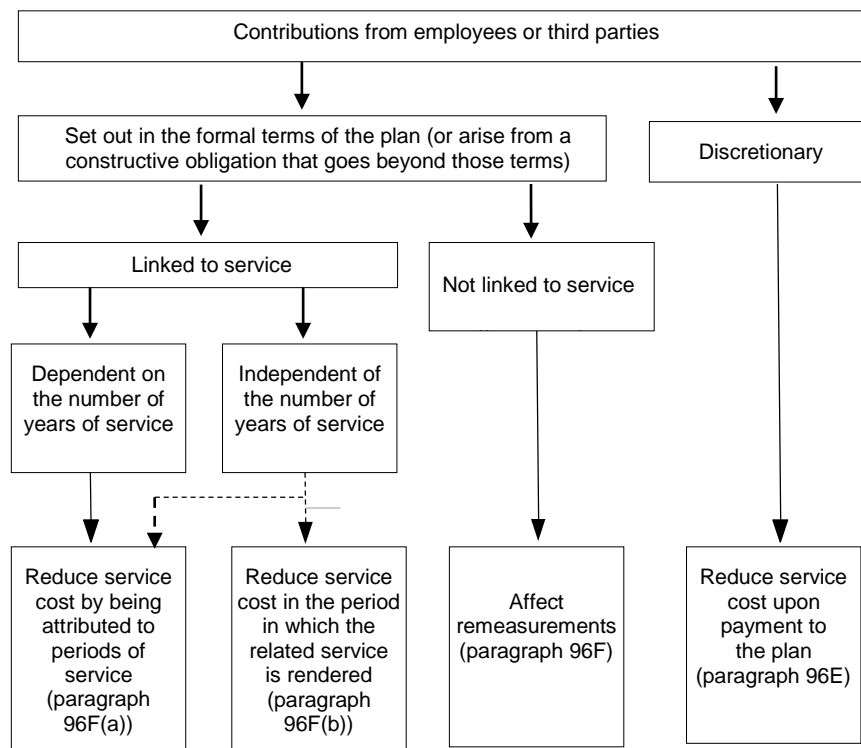 Contributions from employees or third parties
Set out in the formal terms of the plan (or arise from a
constructive obligation that goes beyond those terms)
Discretionary
Linked to service
Not linked to service
Dependent on
the number of
years of service
Independent of
the number of
years of service
Reduce service
cost by being
attributed to
periods of
service
(paragraph
96F(a))
Reduce service
cost in the period
in which the
related service
is rendered
(paragraph
96F(b))
Affect
remeasurements
(paragraph 96F)
Reduce service
cost upon
payment to
the plan
(paragraph 96E)